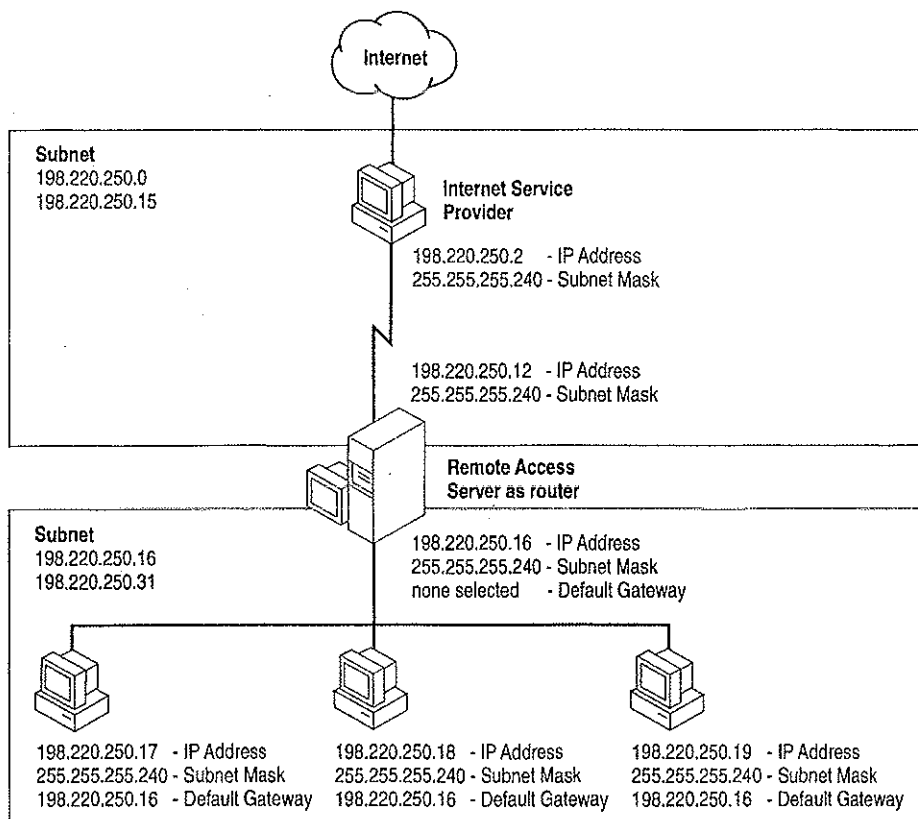 Internet
Subnet
198.220.250.0
198.220.250.15
Internet Service
Provider
198.220.250.2 - IP Address
255.255.255.240 - Subnet Mask
198.220.250.12 - IP Address
255.255.255.240 - Subnet Mask
Remote Access
Server as router
Subnet
198.220.250.16
198.220.250.31
198.220.250.16 - IP Address
255.255.255.240 - Subnet Mask
none selected - Default Gateway
198.220.250.17 - IP Address
255.255.255.240 - Subnet Mask
198.220.250.16 - Default Gateway
198.220.250.18 - IP Address
255.255.255.240 - Subnet Mask
198.220.250.16 - Default Gateway
198.220.250.19 - IP Address
255.255.255.240 - Subnet Mask
198.220.250.16 - Default Gateway